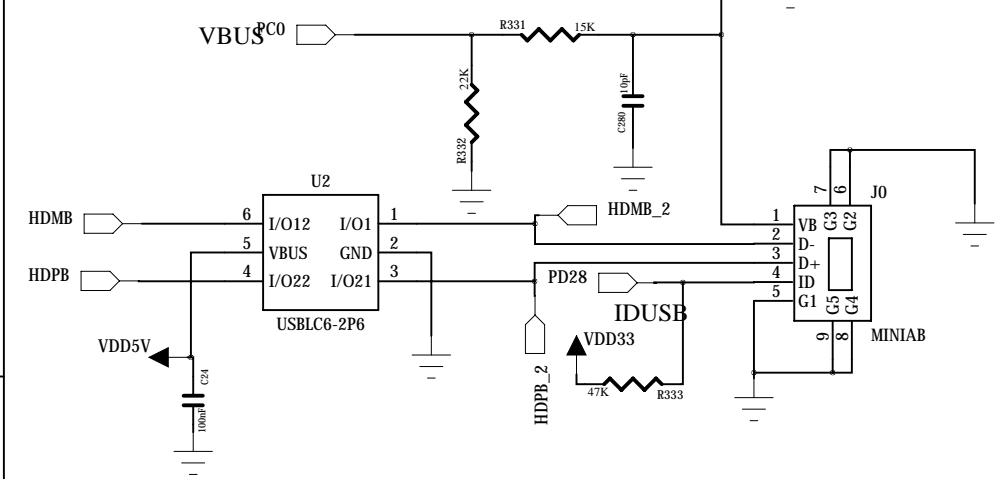 VBUS PC0
R331 15K
22K
R332
10pF
C280
U2
HDMB 6 I/O12 I/O1 1 HDMB_2
5 VBUS GND 2
HDPB 4 I/O22 I/O21 3 PD28
USBLC6-2P6
IDUSB
VDD5V
C24
100nF
HDPB_2
VDD33
47K R333
7 6 J0
G3 G2
1 VB
2 D-
3 D+
4 ID
5 G1
G5 G4
9 8 MINIAB